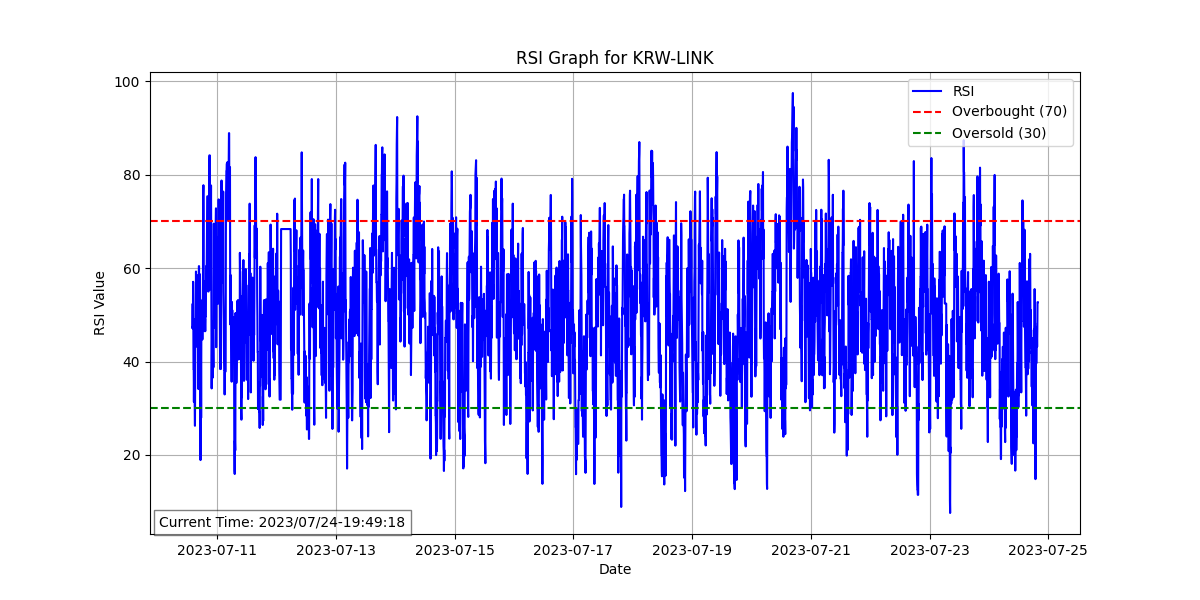 RSI Graph for KRW-LINK
RSI Value
100
80
60
40
20
RSI
Overbought (70)
Oversold (30)
Current Time: 2023/07/24-19:49:18
2023-07-11 2023-07-13 2023-07-15 2023-07-17 2023-07-19 2023-07-21 2023-07-23 2023-07-25
Date